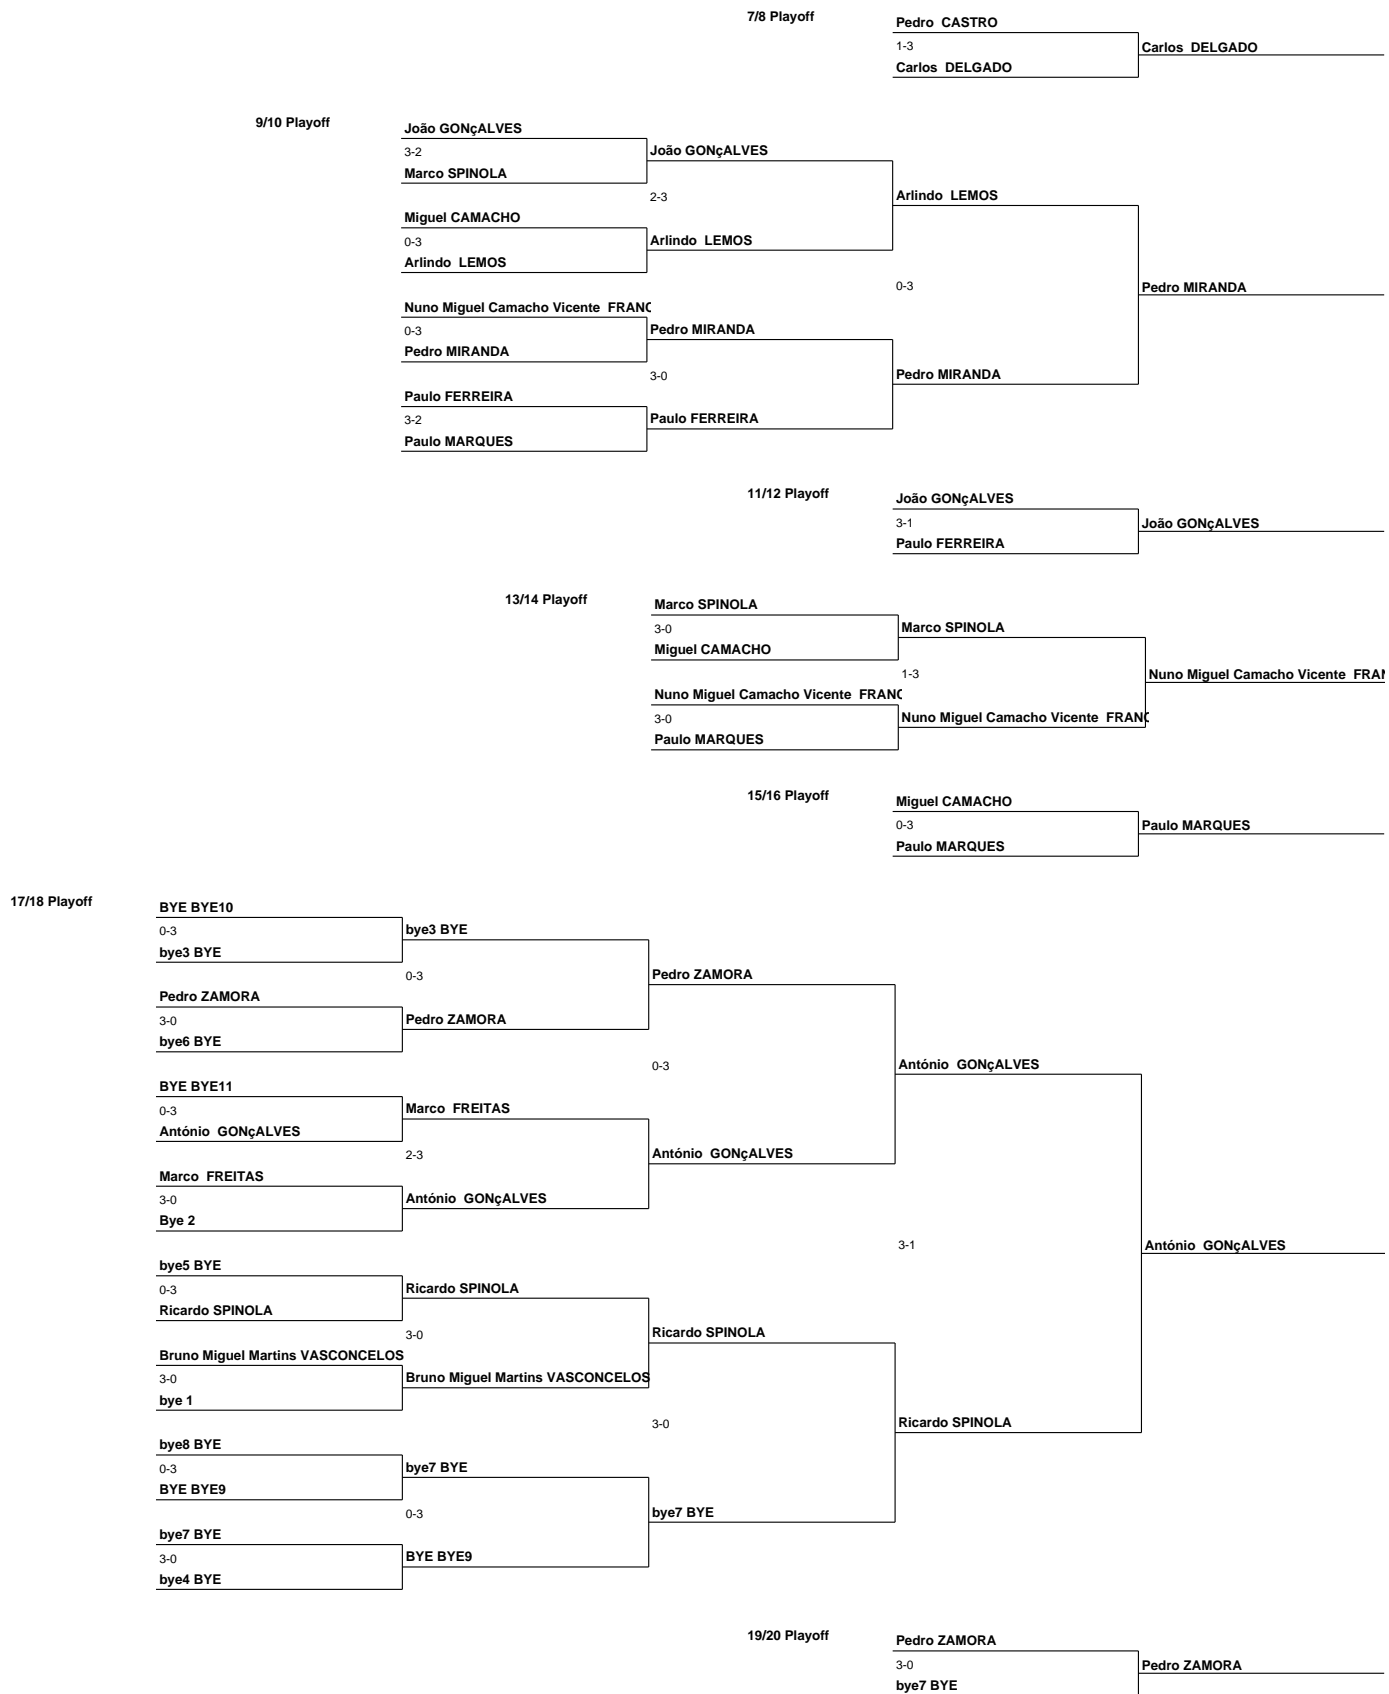 7/8 Playoff
Pedro  CASTRO
1-3
Carlos  DELGADO
Carlos  DELGADO
9/10 Playoff
João GONçALVES
3-2
João GONçALVES
Marco SPINOLA
2-3
Arlindo  LEMOS
Miguel CAMACHO
0-3
Arlindo  LEMOS
Arlindo  LEMOS
0-3
Pedro MIRANDA
Nuno Miguel Camacho Vicente  FRANC
0-3
Pedro MIRANDA
Pedro MIRANDA
3-0
Pedro MIRANDA
Paulo FERREIRA
3-2
Paulo FERREIRA
Paulo MARQUES
11/12 Playoff
João GONçALVES
3-1
João GONçALVES
Paulo FERREIRA
13/14 Playoff
Marco SPINOLA
3-0
Marco SPINOLA
Miguel CAMACHO
1-3
Nuno Miguel Camacho Vicente  FRAN
Nuno Miguel Camacho Vicente  FRANC
3-0
Nuno Miguel Camacho Vicente  FRANC
Paulo MARQUES
15/16 Playoff
Miguel CAMACHO
0-3
Paulo MARQUES
Paulo MARQUES
17/18 Playoff
BYE BYE10
0-3
bye3 BYE
bye3 BYE
0-3
Pedro ZAMORA
Pedro ZAMORA
3-0
Pedro ZAMORA
bye6 BYE
0-3
António  GONçALVES
BYE BYE11
0-3
Marco  FREITAS
António  GONçALVES
2-3
António  GONçALVES
Marco  FREITAS
3-0
António  GONçALVES
Bye 2
3-1
António  GONçALVES
bye5 BYE
0-3
Ricardo SPINOLA
Ricardo SPINOLA
3-0
Ricardo SPINOLA
Bruno Miguel Martins VASCONCELOS
3-0
Bruno Miguel Martins VASCONCELOS
bye 1
3-0
Ricardo SPINOLA
bye8 BYE
0-3
bye7 BYE
BYE BYE9
0-3
bye7 BYE
bye7 BYE
3-0
BYE BYE9
bye4 BYE
19/20 Playoff
Pedro ZAMORA
3-0
Pedro ZAMORA
bye7 BYE